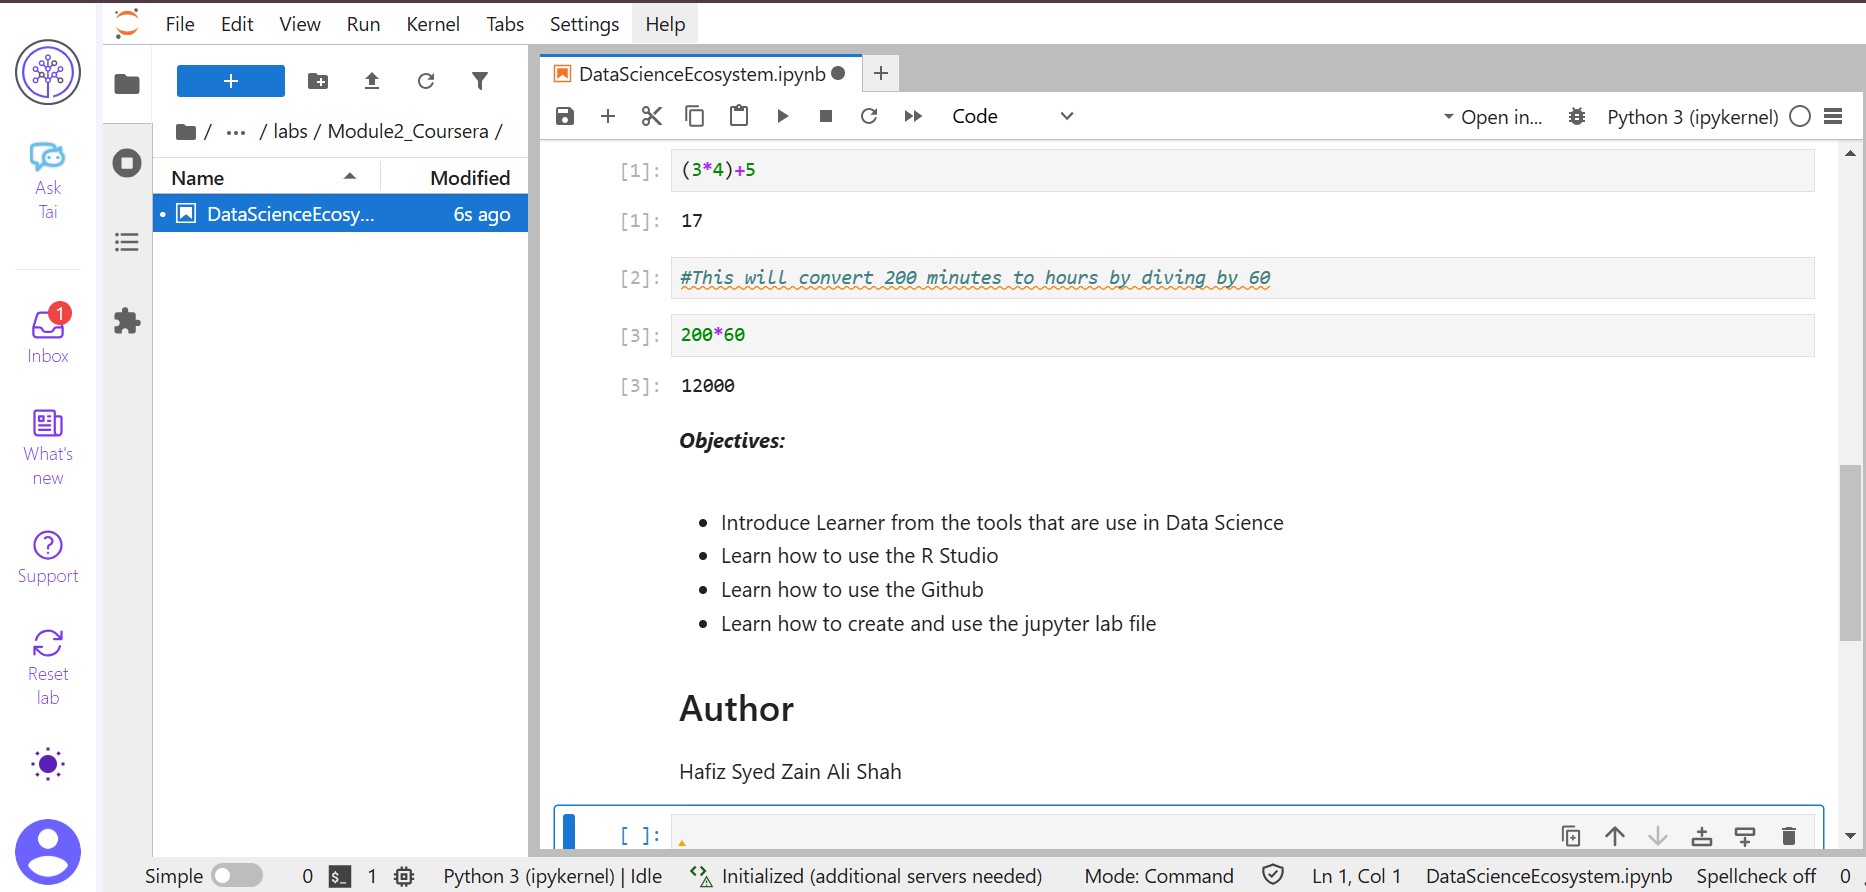 File Edit View Run Kernel Tabs Settings Help
Ask
Tai
Inbox
1
What's
new
Support
Reset
lab
+
/ ... / labs / Module2_Coursera /
Name Modified
DataScienceEcosy... 6s ago
DataScienceEcosystem.ipynb
Code Open in... Python 3 (ipykernel)
[1]: (3*4)+5
[1]: 17
[2]: #This will convert 200 minutes to hours by diving by 60
[3]: 200*60
[3]: 12000
Objectives:
• Introduce Learner from the tools that are use in Data Science
• Learn how to use the R Studio
• Learn how to use the Github
• Learn how to create and use the jupyter lab file
Author
Hafiz Syed Zain Ali Shah
[ ]:
Simple 0 $_ 1 Python 3 (ipykernel) | Idle Initialized (additional servers needed) Mode: Command Ln 1, Col 1 DataScienceEcosystem.ipynb Spellcheck off 0